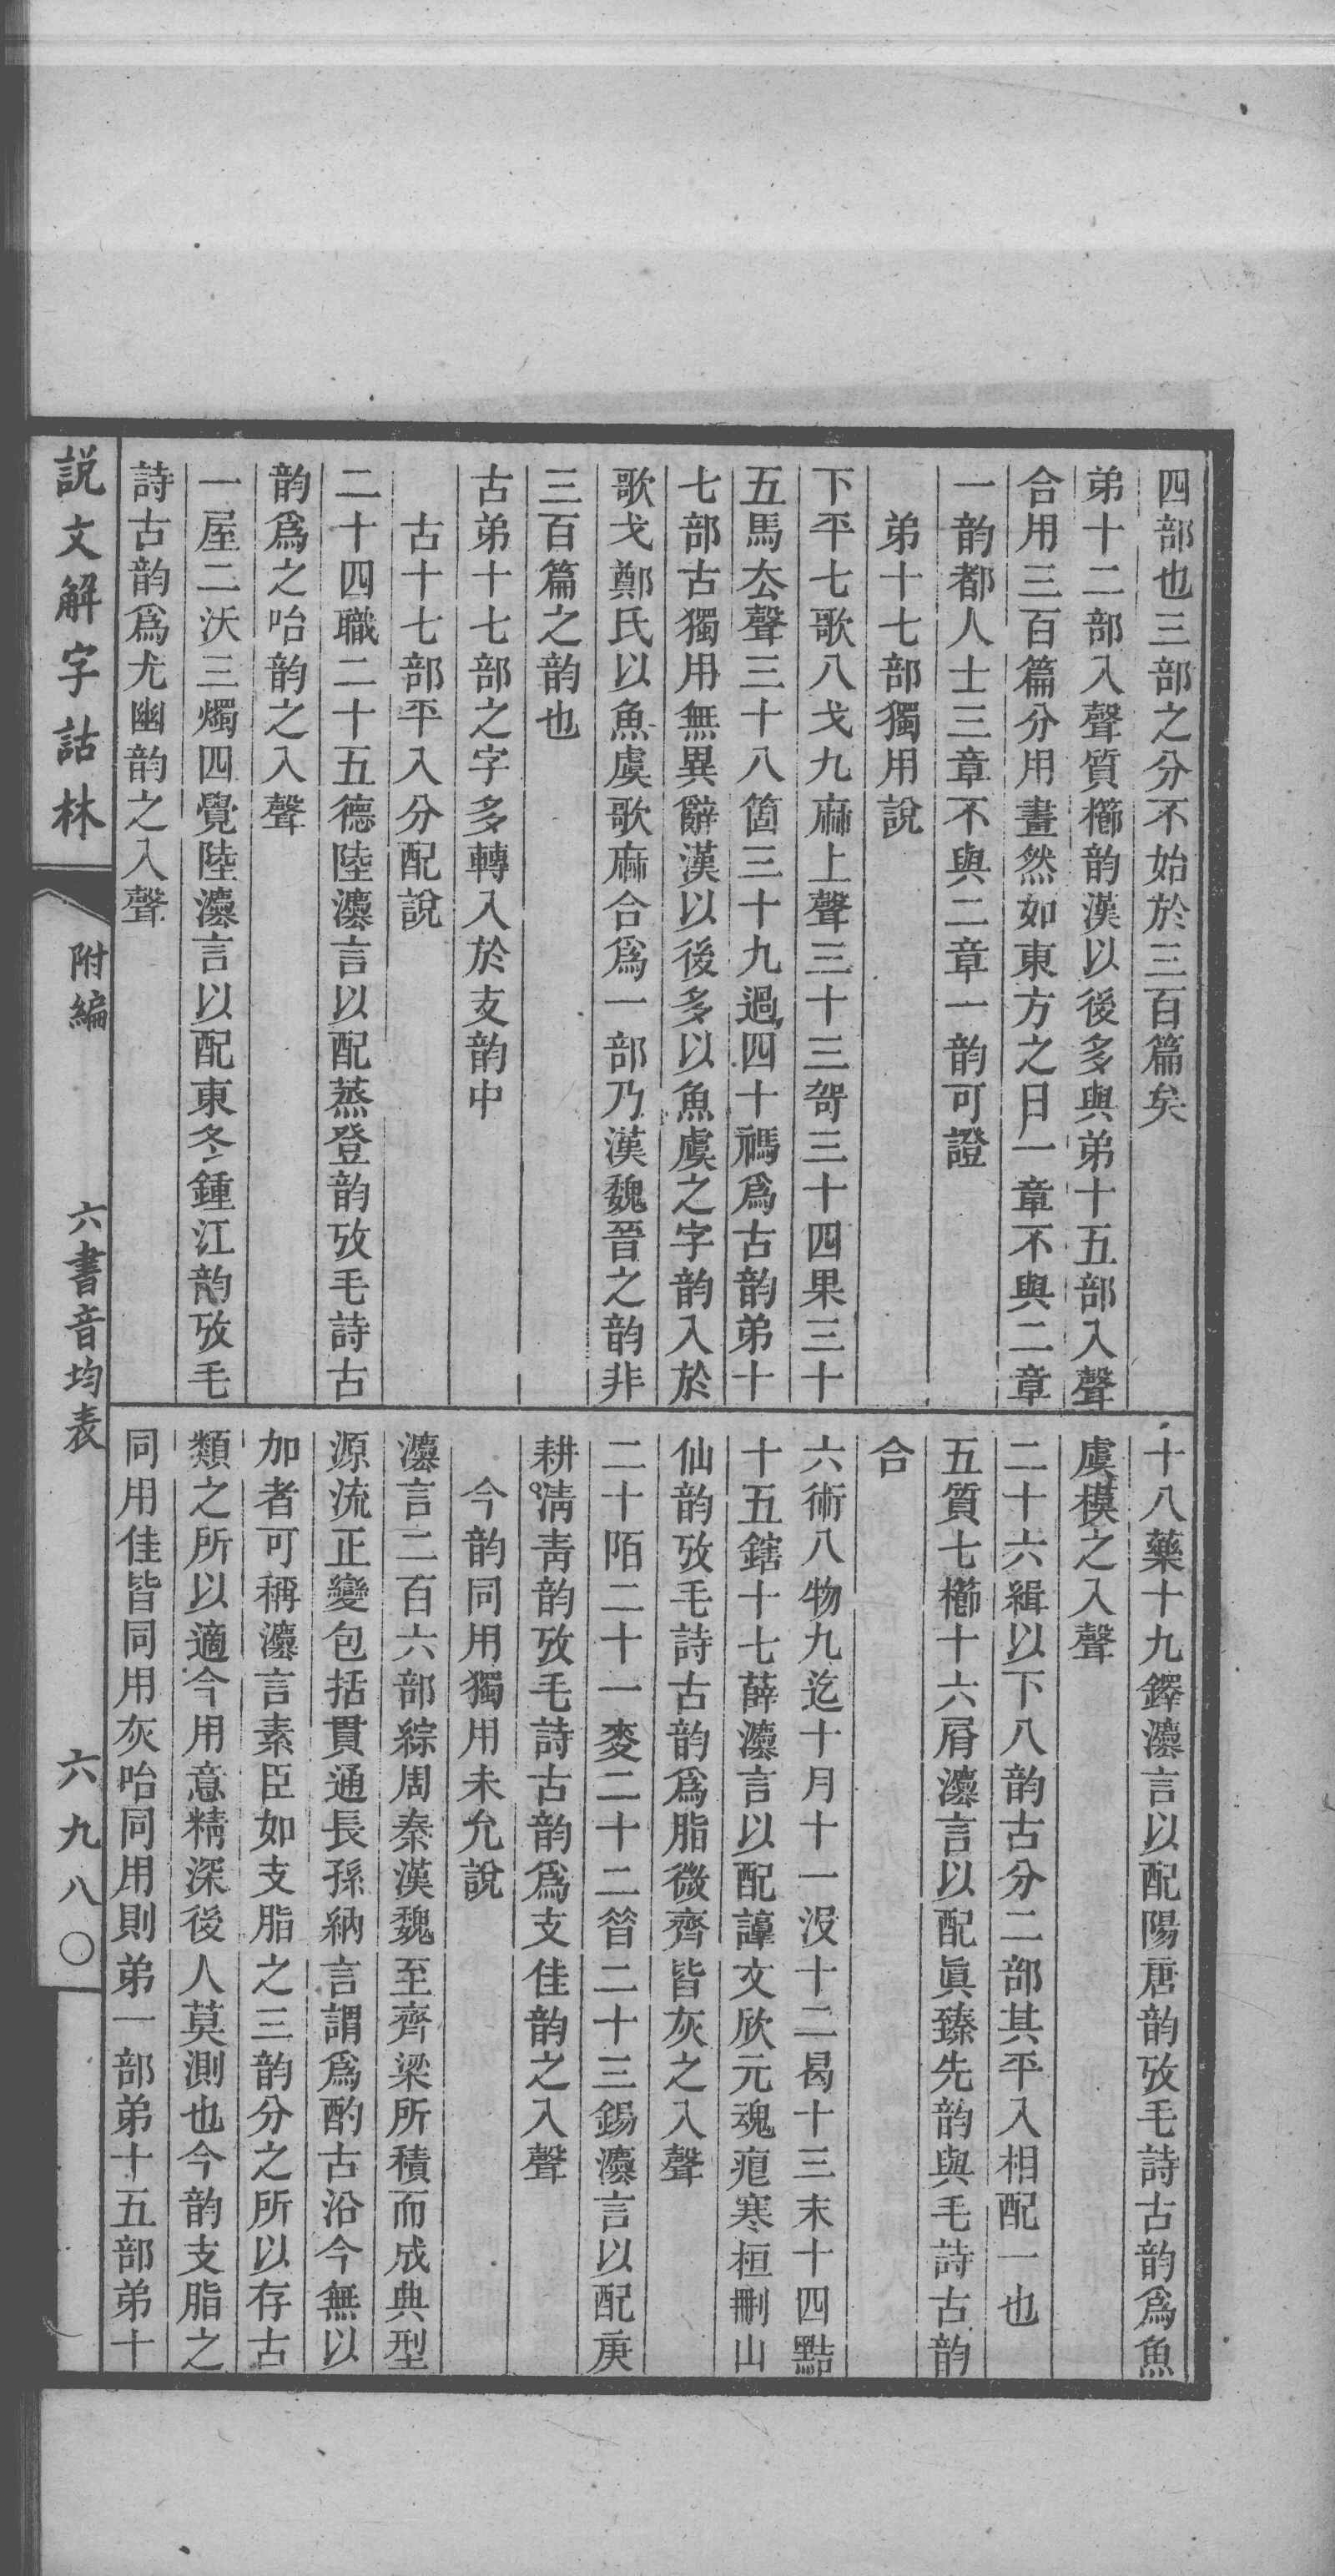 四部也三部之分不始於三百篇矣
弟十二部入聲質櫛韵漢以後多與弟十五部入聲
合用三百篇分用畫然如東方之日一章不與二章
一韵都人士三章不與二章一韵可證
弟十七部獨用說
下平七歌八戈九麻上聲三十三哿三十四果三十
五馬厺聲三十八箇三十九過四十禡爲古韵弟十
七部古獨用無異辭漢以後多以魚虞之字韵入於
歌戈鄭氏以魚虞歌麻合爲一部乃漢魏晉之韵非
三百篇之韵也
古弟十七部之字多轉入於支韵中
古十七部平入分配說
二十四職二十五德陸灋言以配蒸登韵攷毛詩古
韵爲之咍韵之入聲
一屋二沃三燭四覺陸灋言以配東冬鍾江韵攷毛
詩古韵爲尤幽韵之入聲
十八藥十九鐸灋言以配陽唐韵攷毛詩古韵爲魚
虞模之入聲
二十六緝以下八韵古分二部其平入相配一也
五質七櫛十六屑灋言以配眞臻先韵與毛詩古韵
合
六術八物九迄十月十一沒十二曷十三末十四黠
十五鎋十七薛灋言以配諄文欣元魂痕寒桓刪山
仙韵攷毛詩古韵爲脂微齊皆灰之入聲
二十陌二十一麥二十二昔二十三錫灋言以配庚
耕淸靑韵攷毛詩古韵爲支佳韵之入聲
今韵同用獨用未允說
灋言二百六部綜周秦漢魏至齊梁所積而成典型
源流正變包括貫通長孫納言謂爲酌古沿今無以
加者可稱灋言素臣如支脂之三韵分之所以存古
類之所以適今用意精深後人莫測也今韵支脂之
同用佳皆同用灰咍同用則弟一部弟十五部弟十
說文解字詁林
附編
六書音均表
六九八〇